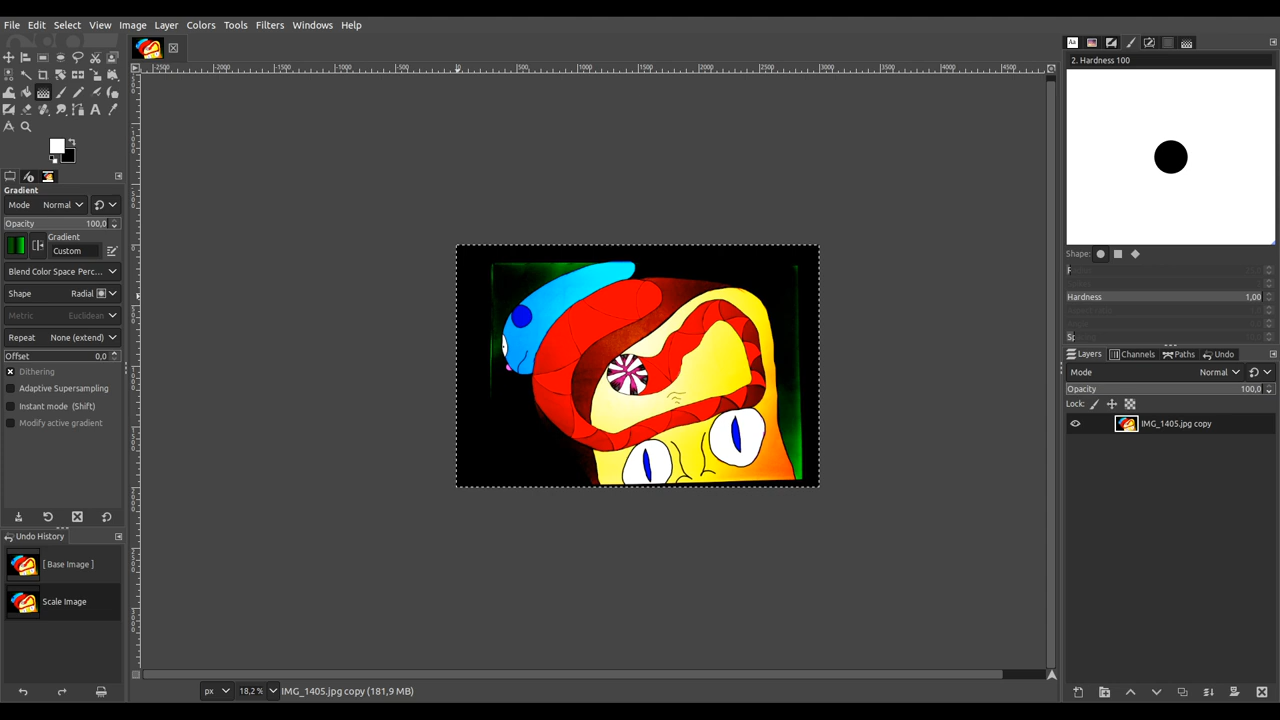 File Edit Select View Image Layer Colors Tools Filters Windows Help
2. Hardness 100
Gradient
Mode Normal
Opacity 100,0
Gradient
Custom
Blend Color Space Perc...
Shape Radial
Metric Euclidean
Repeat None (extend)
Offset 0,0
Dithering
Adaptive Supersampling
Instant mode (Shift)
Modify active gradient
Undo History
[ Base Image ]
Scale Image
Shape:
Hardness 1,00
Layers Channels Paths Undo
Mode Normal
Opacity 100,0
Lock:
IMG_1405.jpg copy
px 18,2 % IMG_1405.jpg copy (181,9 MB)